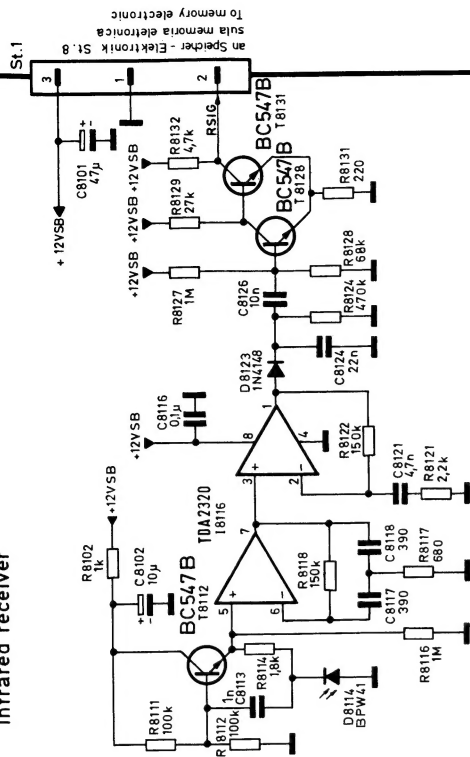 Infrared receiver
St.1
an Speicher - Elektronik St. 8
sula memoria eletronica
To memory electronic
3
1
2
+ 12VSB
C8101
47µ
+ -
RSIG
+12VSB
R8132
4,7k
BC547B
T8131
+12VSB
R8129
27k
BC547B
T8128
R8131
220
+12VSB
R8127
1M
R8128
68k
C8126
10n
R8124
470k
D8123
1N4148
C8124
22n
+12VSB
C8116
0,1µ
8
4
3
+
2
-
1
R8122
150k
C8121
4,7n
R8121
2,2k
TDA2320
I8116
5
+
6
-
7
R8118
150k
C8117
390
C8118
390
R8117
680
+12VSB
R8102
1k
C8102
10µ
+ -
BC547B
T8112
R8111
100k
R8112
100k
1n
C8113
R8114
1,8k
D8114
BPW41
R8116
1M